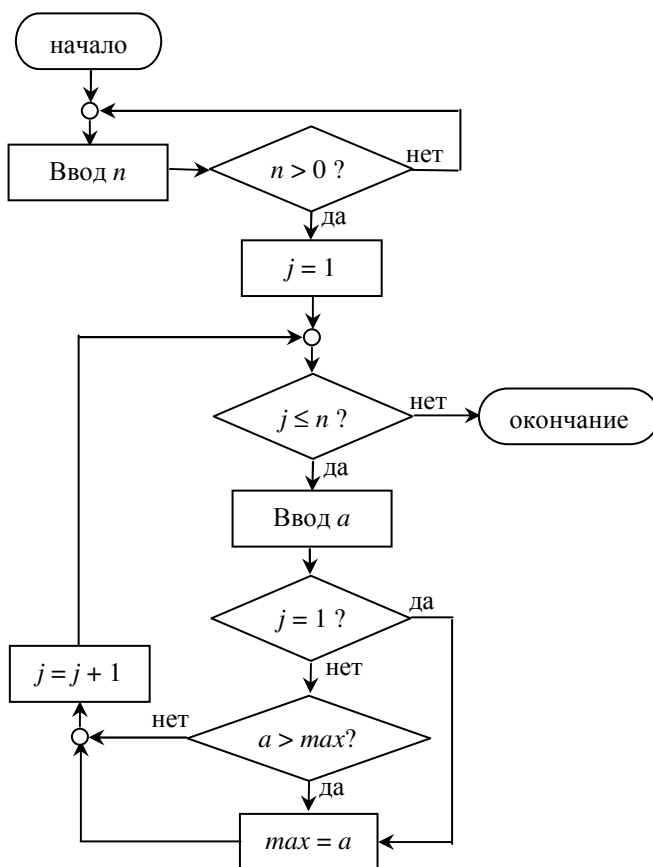 начало
Ввод n
n > 0 ?
нет
да
j = 1
j ≤ n ?
нет
окончание
да
Ввод a
j = 1 ?
да
нет
j = j + 1
нет
a > max?
да
max = a